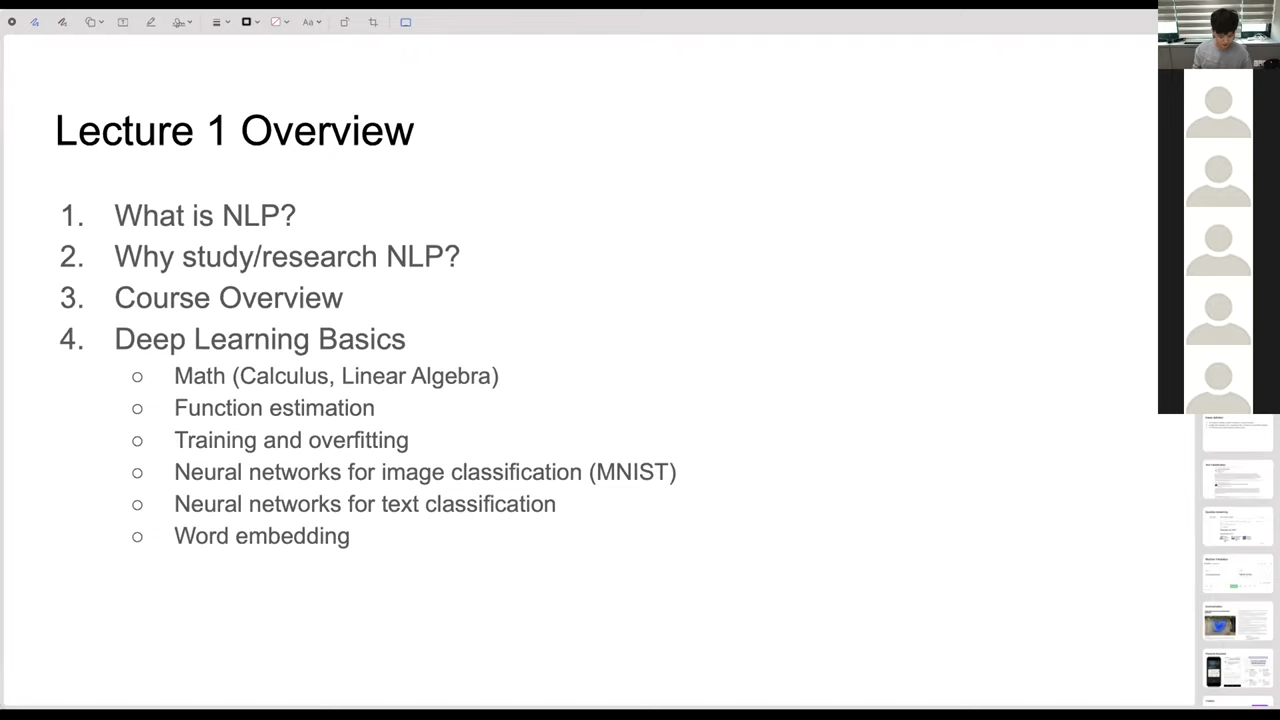 Aa
Lecture 1 Overview
1. What is NLP?
2. Why study/research NLP?
3. Course Overview
4. Deep Learning Basics
○ Math (Calculus, Linear Algebra)
○ Function estimation
○ Training and overfitting
○ Neural networks for image classification (MNIST)
○ Neural networks for text classification
○ Word embedding